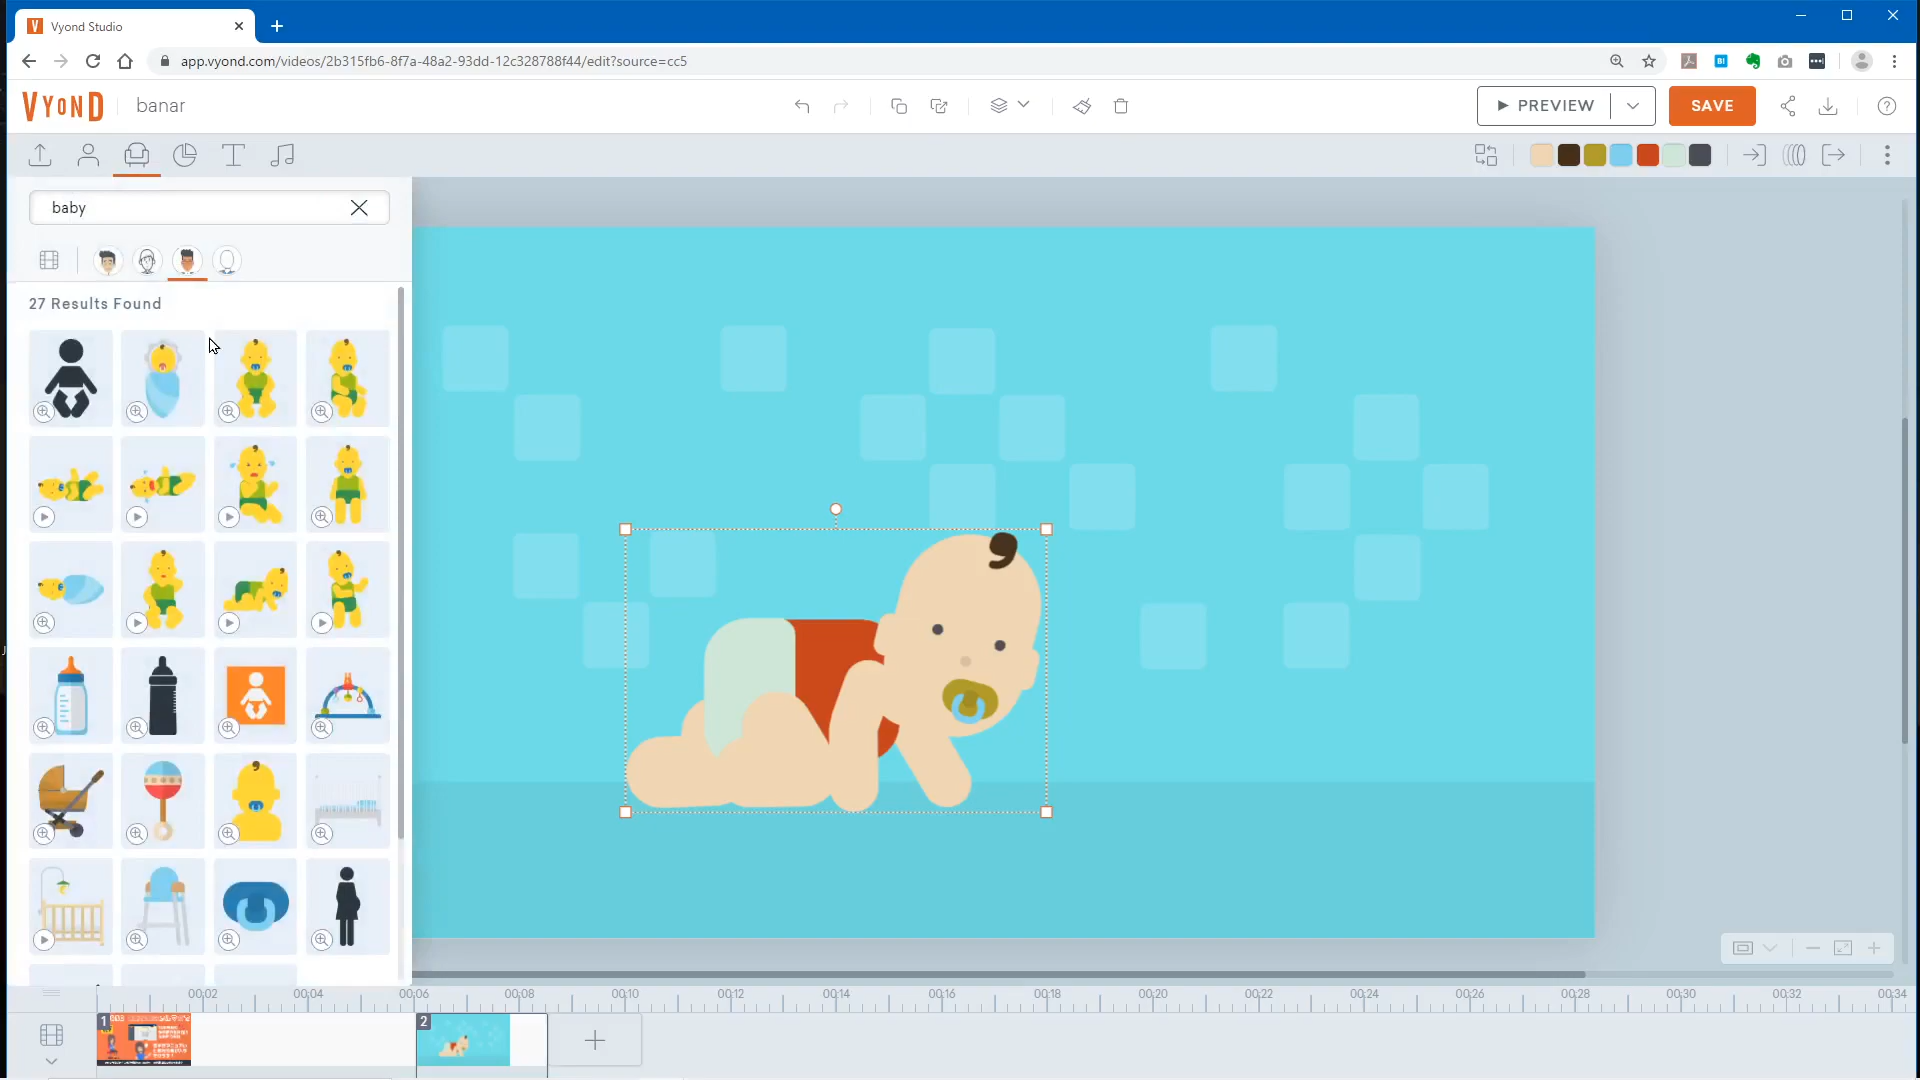 Vyond Studio
app.vyond.com/videos/2b315fb6-8f7a-48a2-93dd-12c328788f44/edit?source=cc5
VYOND
banar
PREVIEW
SAVE
baby
27 Results Found
00:02 00:04 00:06 00:08 00:10 00:12 00:14 00:16 00:18 00:20 00:22 00:24 00:26 00:28 00:30 00:32 00:34
1
2